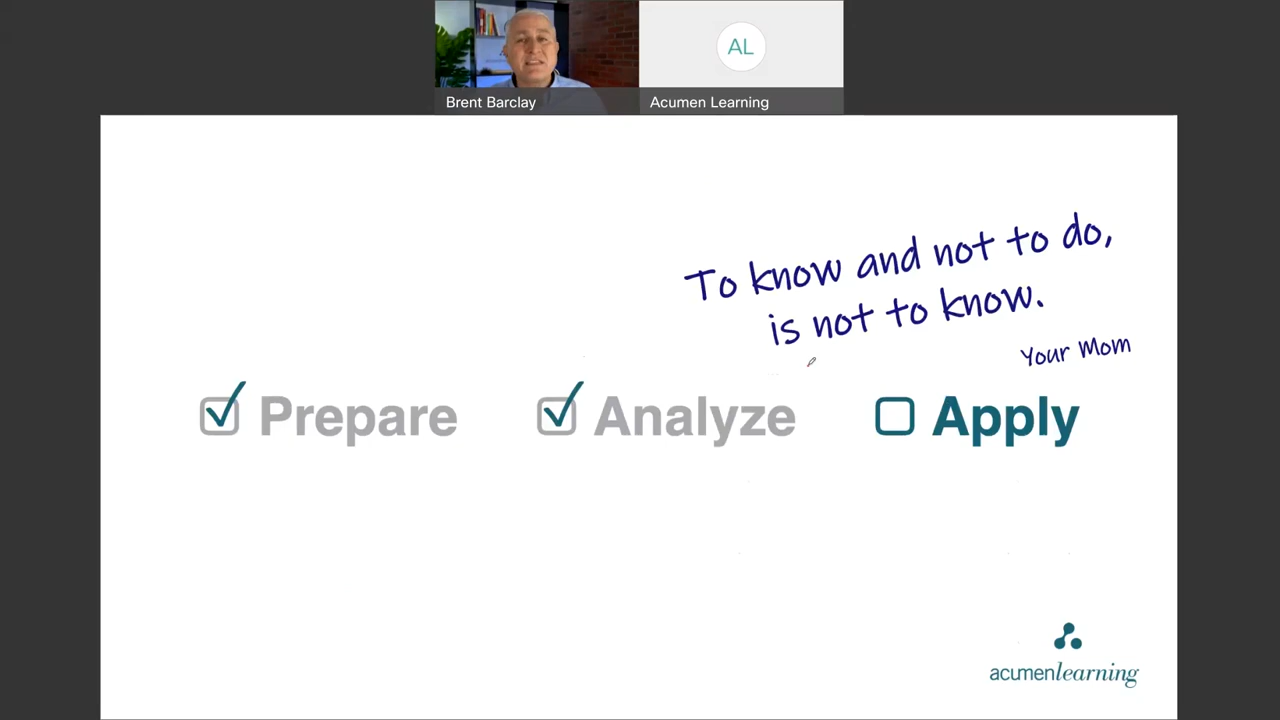 AL
Brent Barclay
Acumen Learning
To know and not to do,
is not to know.
Your Mom
Prepare
Analyze
Apply
acumenlearning